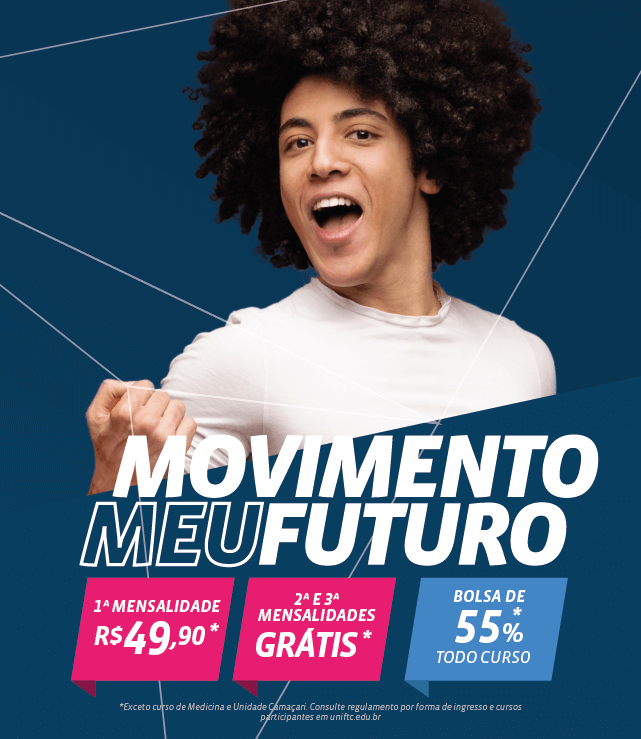 MOVIMENTO
MEUFUTURO
1ª MENSALIDADE
R$49,90*
2ª E 3ª
MENSALIDADES
GRÁTIS*
BOLSA DE
55%*
TODO CURSO
*Exceto curso de Medicina e Unidade Camaçari. Consulte regulamento por forma de ingresso e cursos
participantes em uniftc.edu.br